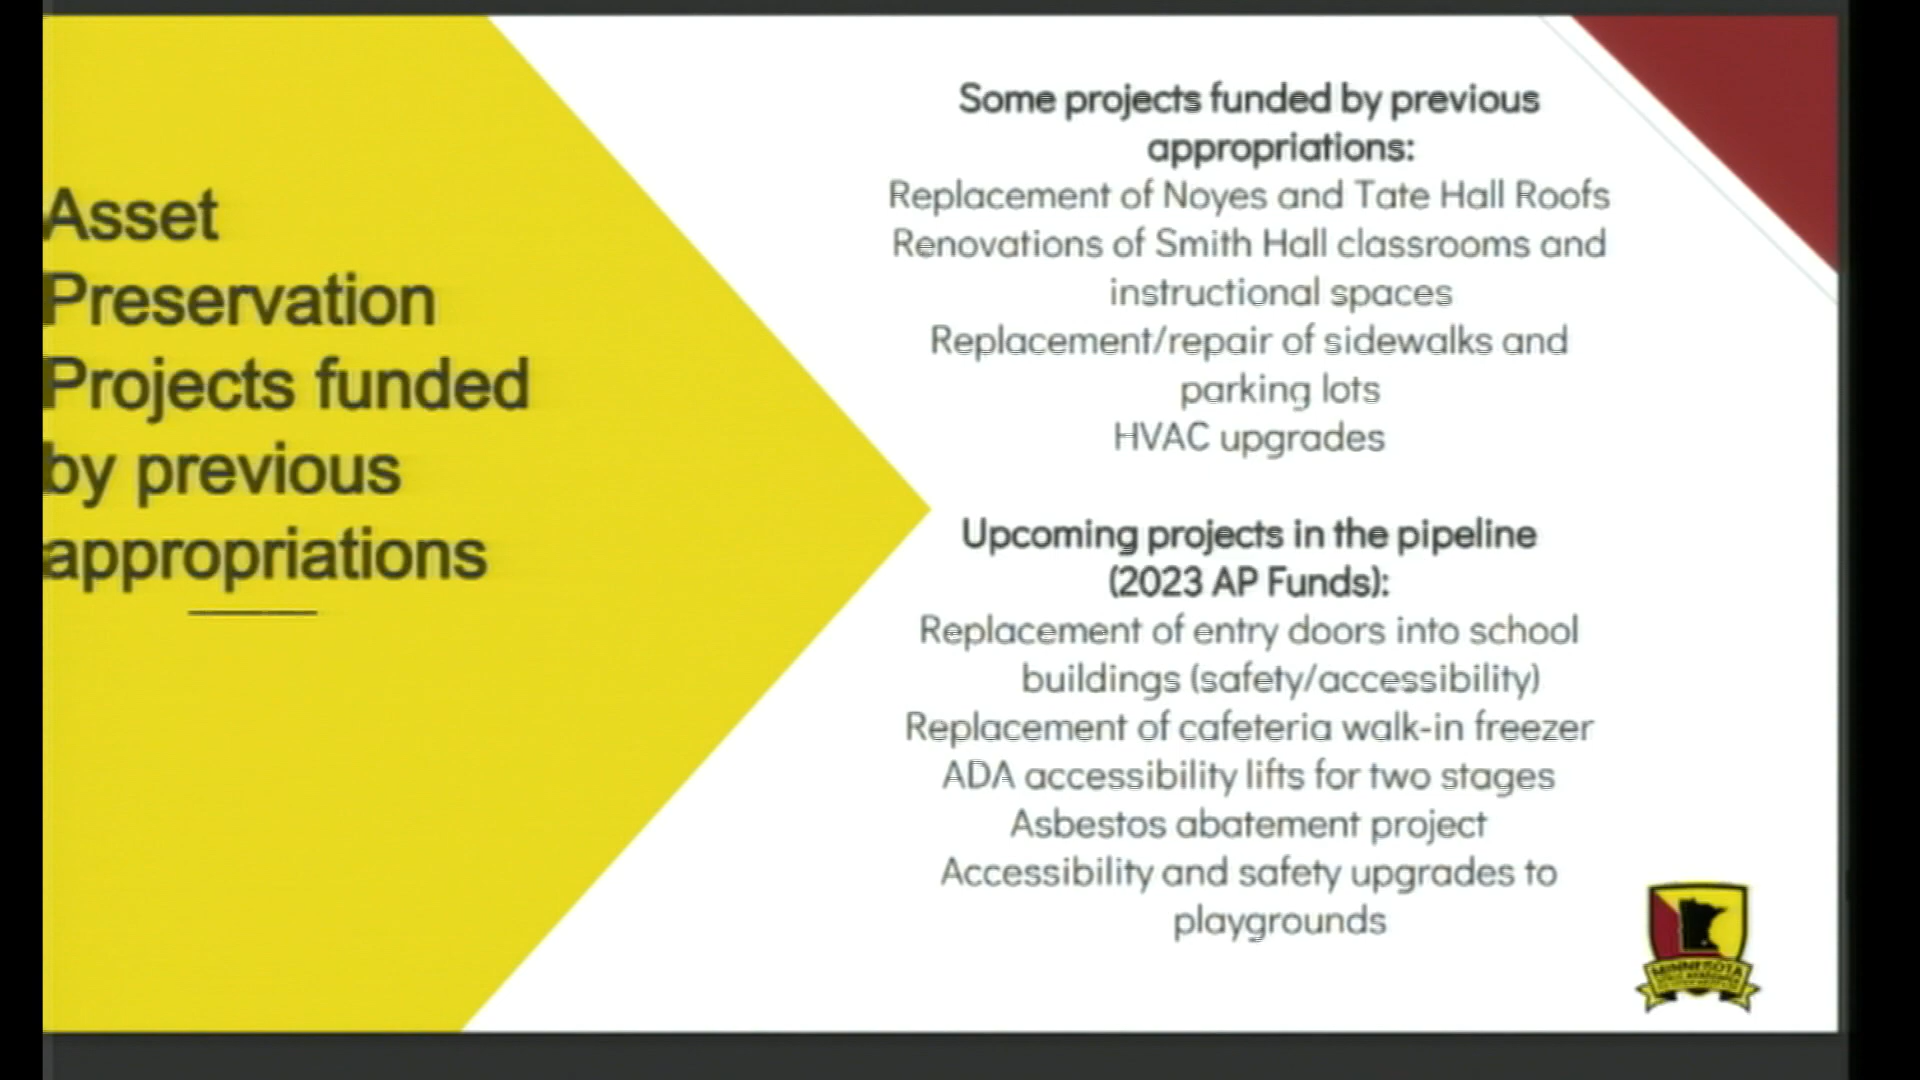 Asset
Preservation
Projects funded
by previous
appropriations
Some projects funded by previous
appropriations:
Replacement of Noyes and Tate Hall Roofs
Renovations of Smith Hall classrooms and
instructional spaces
Replacement/repair of sidewalks and
parking lots
HVAC upgrades
Upcoming projects in the pipeline
(2023 AP Funds):
Replacement of entry doors into school
buildings (safety/accessibility)
Replacement of cafeteria walk-in freezer
ADA accessibility lifts for two stages
Asbestos abatement project
Accessibility and safety upgrades to
playgrounds
MINNESOTA